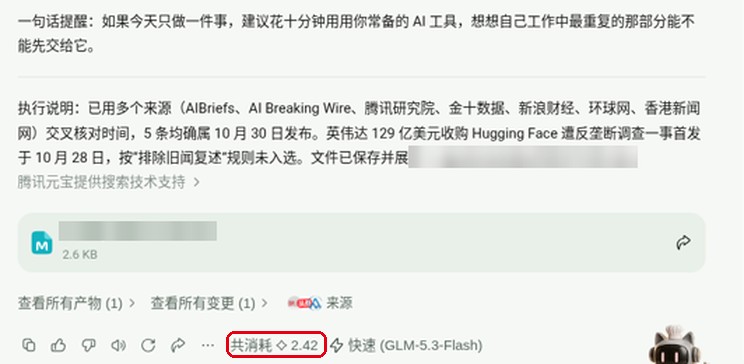 一句话提醒：如果今天只做一件事，建议花十分钟用用你常备的 AI 工具，想想自己工作中最重复的那部分能不
能先交给它。
执行说明：已用多个来源（AIBriefs、AI Breaking Wire、腾讯研究院、金十数据、新浪财经、环球网、香港新闻
网）交叉核对时间，5 条均确属 10 月 30 日发布。英伟达 129 亿美元收购 Hugging Face 遭反垄断调查一事首发
于 10 月 28 日，按"排除旧闻复述"规则未入选。文件已保存并展
腾讯元宝提供搜索技术支持 >
M
2.6 KB
查看所有产物 (1) > 查看所有变更 (1) > 来源
共消耗 2.42 快速 (GLM-5.3-Flash)